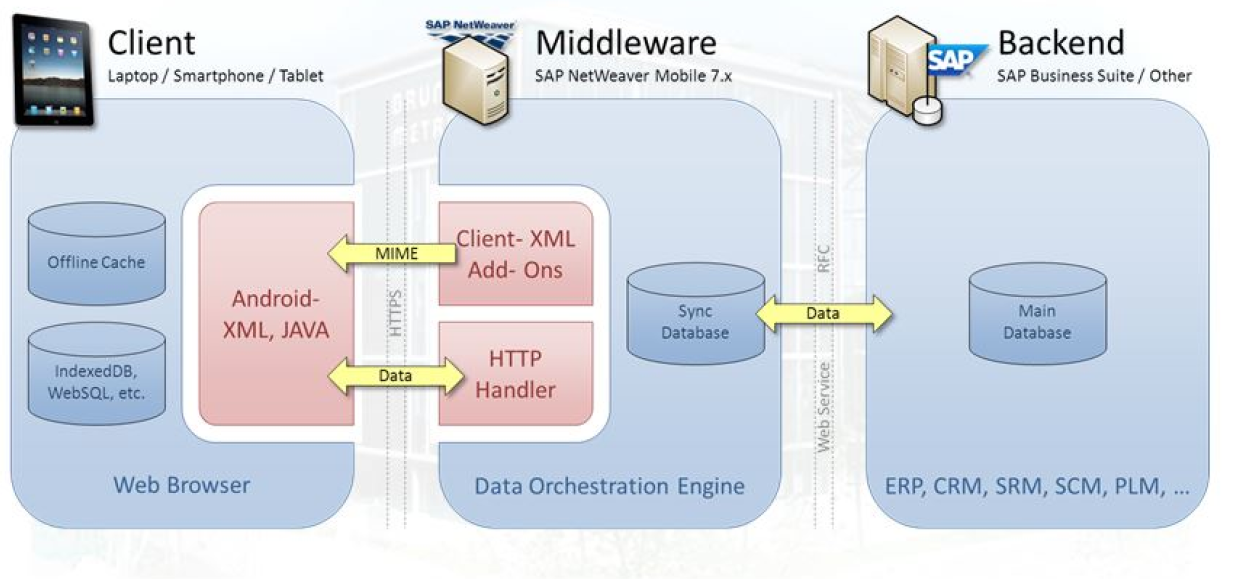 Client
Laptop / Smartphone / Tablet
SAP NetWeaver
Middleware
SAP NetWeaver Mobile 7.x
SAP
Backend
SAP Business Suite / Other
Offline Cache
IndexedDB,
WebSQL, etc.
Android-
XML, JAVA
Web Browser
MIME
Data
HTTPS
Client- XML
Add- Ons
HTTP
Handler
Sync
Database
Data Orchestration Engine
RFC
Data
Web Service
Main
Database
ERP, CRM, SRM, SCM, PLM, ...